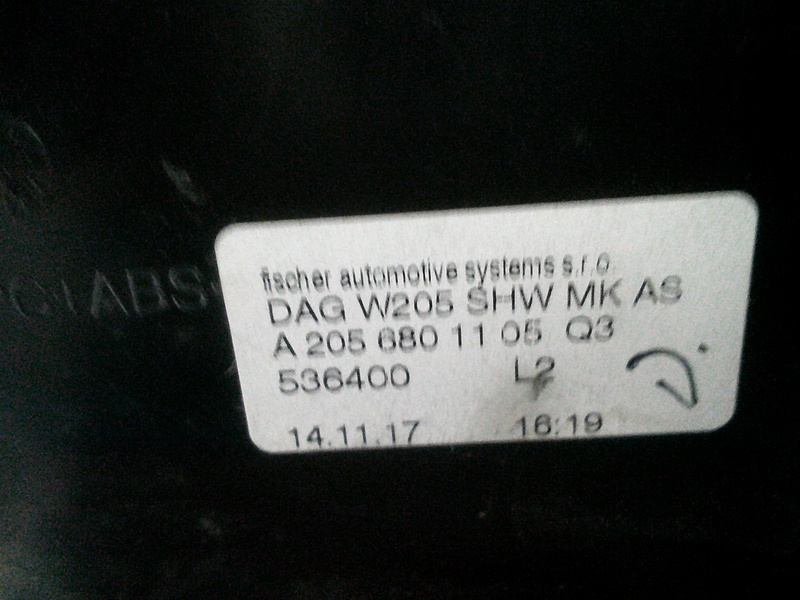 fischer automotive systems s.r.o
DAG W205 SHW MK AS
A 205 680 11 05 Q3
536400 L2
14.11.17 16:19
ABS